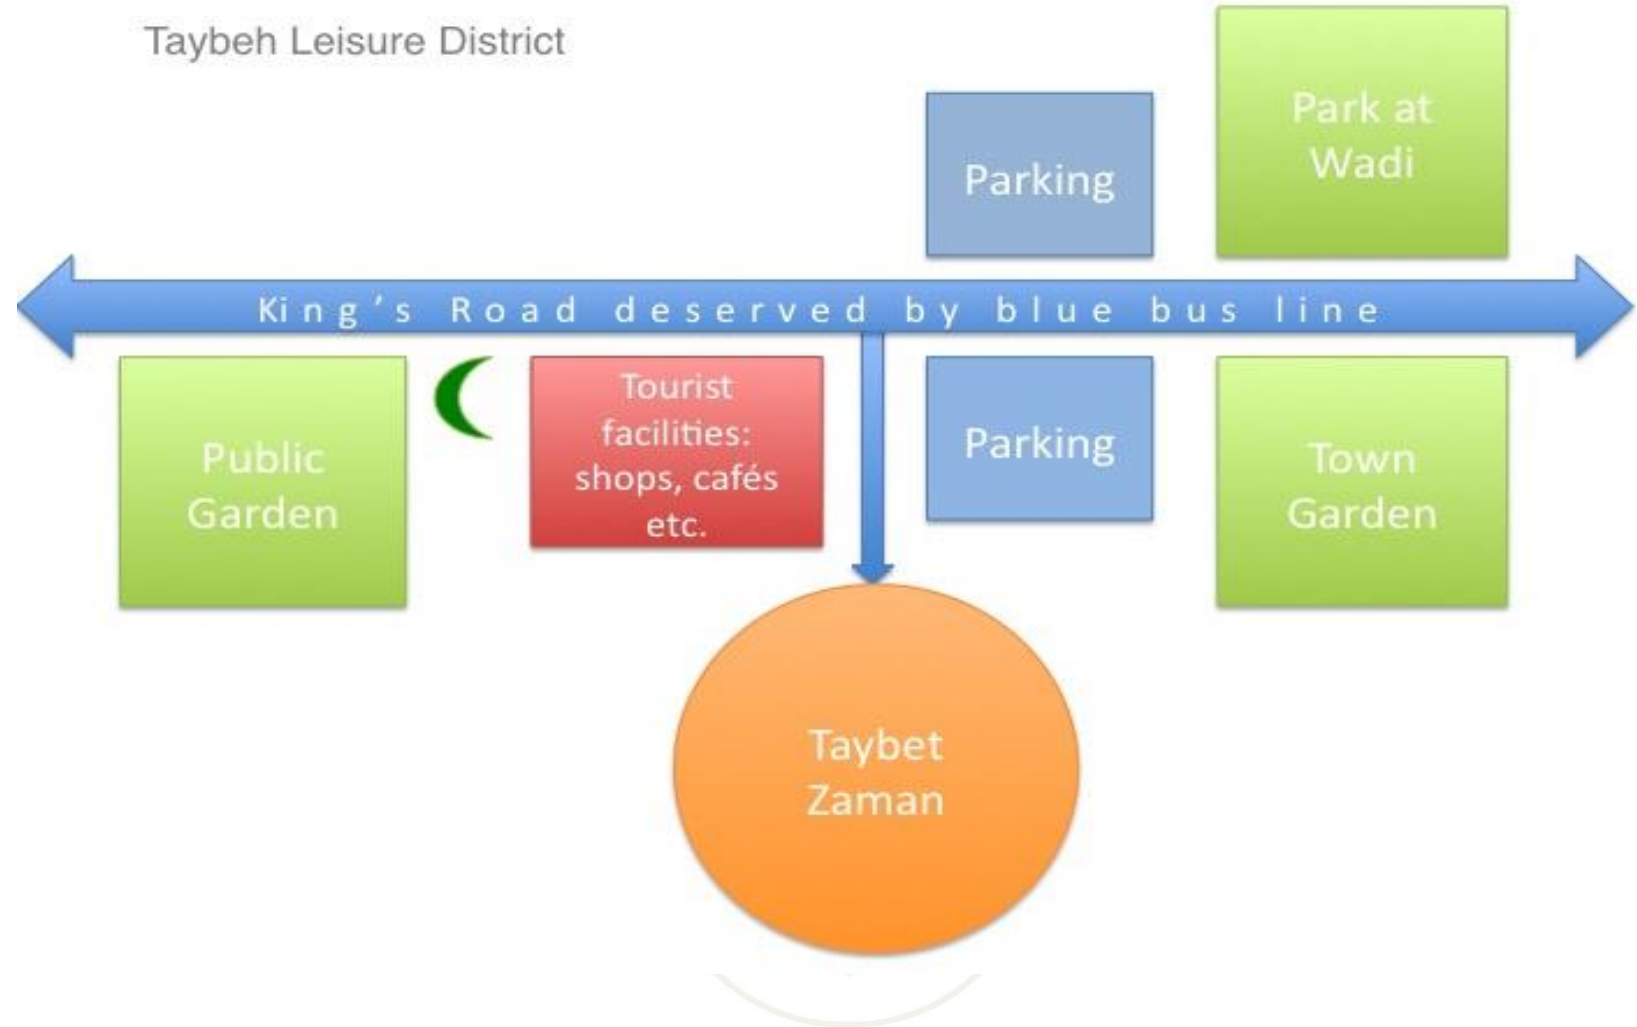 Taybeh Leisure District
Park at
Wadi
Parking
King's Road deserved by blue bus line
Public
Garden
Tourist
facilities:
shops, cafés
etc.
Parking
Town
Garden
Taybet
Zaman